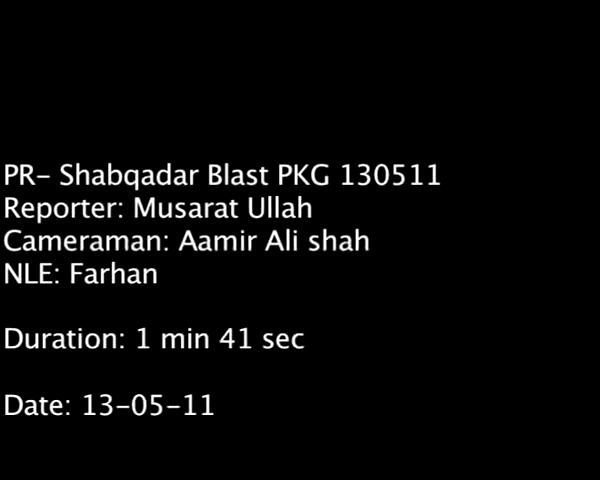 PR- Shabqadar Blast PKG 130511
Reporter: Musarat Ullah
Cameraman: Aamir Ali shah
NLE: Farhan
Duration: 1 min 41 sec
Date: 13-05-11